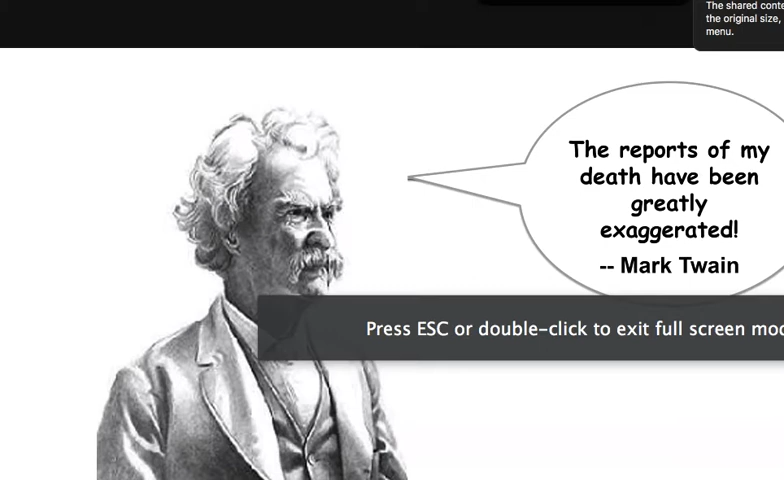 The shared conte
the original size,
menu.
The reports of my
death have been
greatly
exaggerated!
-- Mark Twain
Press ESC or double-click to exit full screen mod